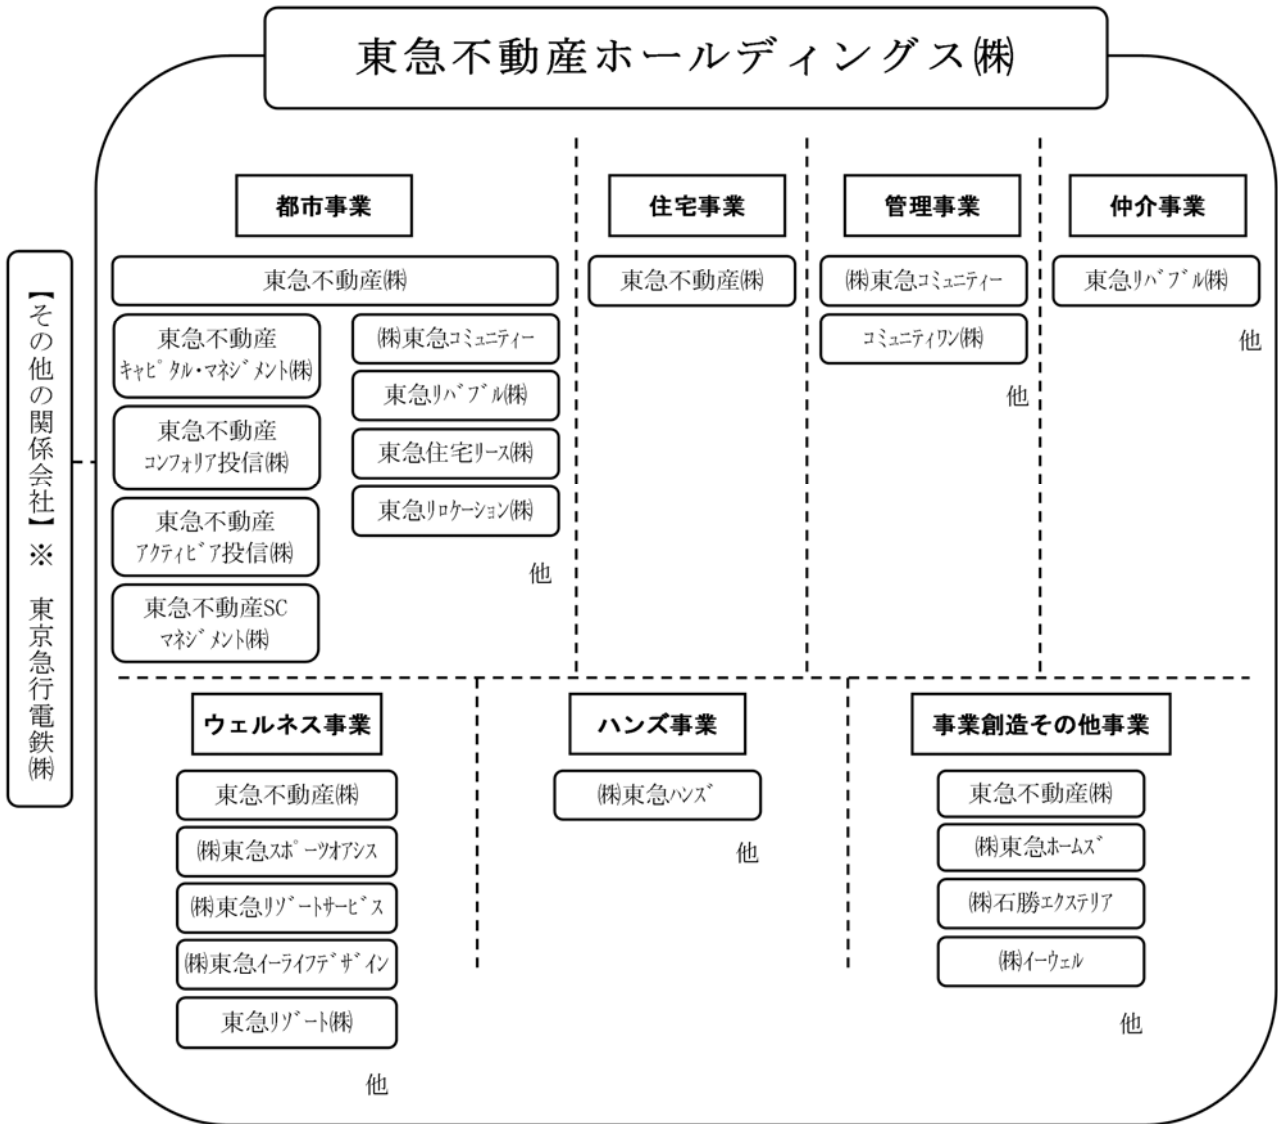 東急不動産ホールディングス㈱
【その他の関係会社】※　東京急行電鉄㈱
都市事業
東急不動産㈱
東急不動産
ｷｬﾋﾟﾀﾙ・ﾏﾈｼﾞﾒﾝﾄ㈱
東急不動産
ｺﾝﾌｫﾘｱ投信㈱
東急不動産
ｱｸﾃｨﾋﾞｱ投信㈱
東急不動産SC
ﾏﾈｼﾞﾒﾝﾄ㈱
㈱東急ｺﾐｭﾆﾃｨｰ
東急ﾘﾊﾞﾌﾞﾙ㈱
東急住宅ﾘｰｽ㈱
東急ﾘﾛｹｰｼｮﾝ㈱
他
住宅事業
東急不動産㈱
管理事業
㈱東急ｺﾐｭﾆﾃｨｰ
ｺﾐｭﾆﾃｨﾜﾝ㈱
他
仲介事業
東急ﾘﾊﾞﾌﾞﾙ㈱
他
ウェルネス事業
東急不動産㈱
㈱東急ｽﾎﾟｰﾂｵｱｼｽ
㈱東急ﾘｿﾞｰﾄｻｰﾋﾞｽ
㈱東急ｲｰﾗｲﾌﾃﾞｻﾞｲﾝ
東急ﾘｿﾞｰﾄ㈱
他
ハンズ事業
㈱東急ﾊﾝｽﾞ
他
事業創造その他事業
東急不動産㈱
㈱東急ﾎｰﾑｽﾞ
㈱石勝ｴｸｽﾃﾘｱ
㈱ｲｰｳｪﾙ
他